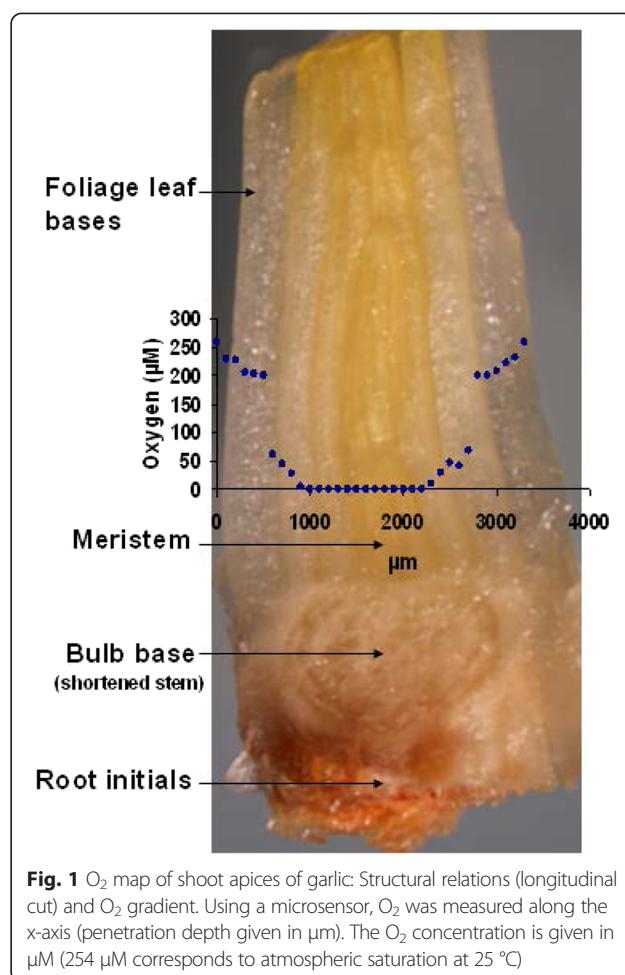 Foliage leaf
bases
300
250
200
150
100
50
0
Oxygen (µM)
0 1000 2000 3000 4000
µm
Meristem
Bulb base
(shortened stem)
Root initials
Fig. 1 O₂ map of shoot apices of garlic: Structural relations (longitudinal
cut) and O₂ gradient. Using a microsensor, O₂ was measured along the
x-axis (penetration depth given in µm). The O₂ concentration is given in
µM (254 µM corresponds to atmospheric saturation at 25 °C)